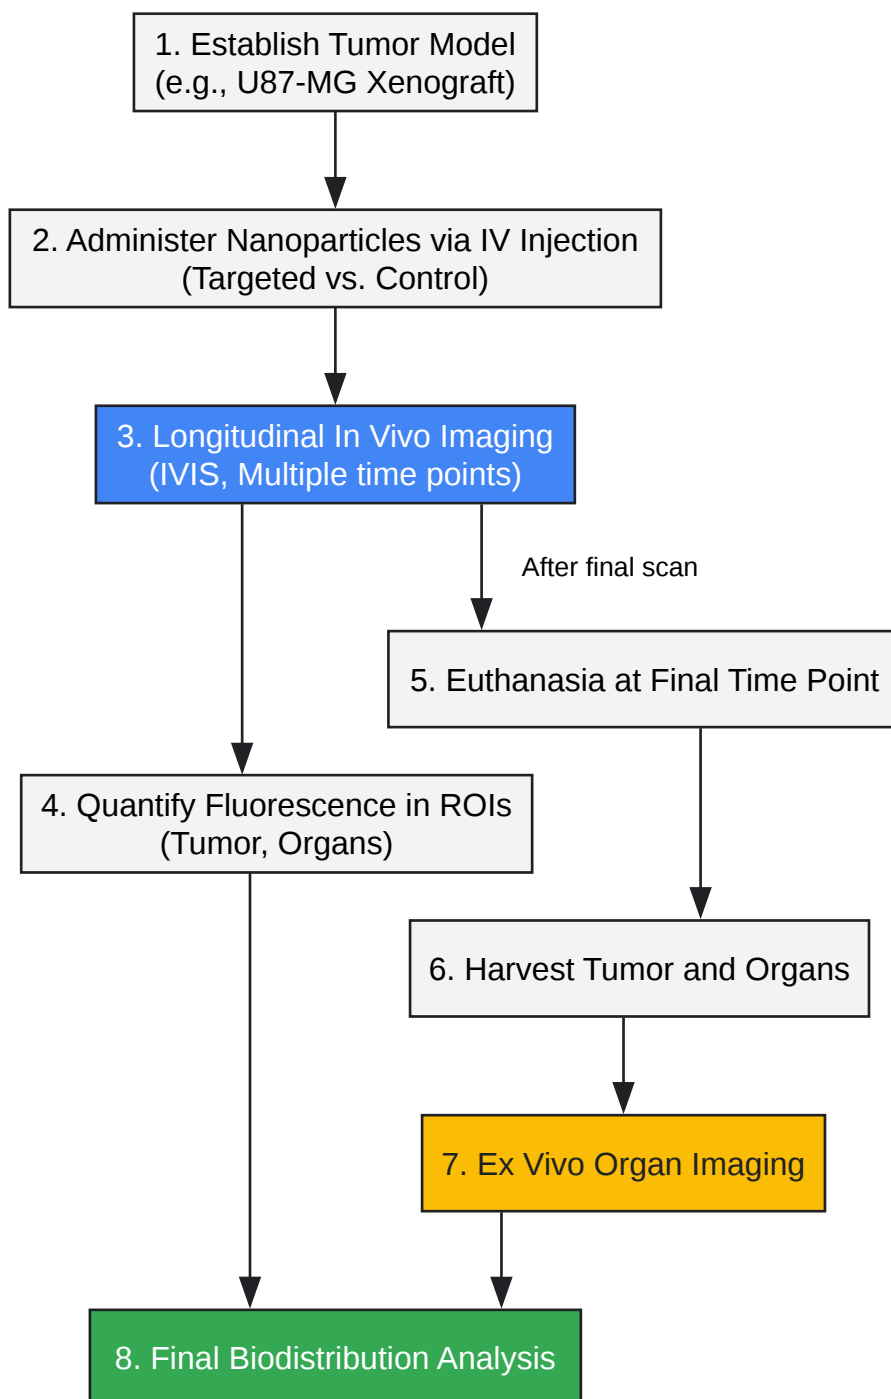 1. Establish Tumor Model
(e.g., U87-MG Xenograft)
2. Administer Nanoparticles via IV Injection
(Targeted vs. Control)
3. Longitudinal In Vivo Imaging
(IVIS, Multiple time points)
After final scan
5. Euthanasia at Final Time Point
4. Quantify Fluorescence in ROIs
(Tumor, Organs)
6. Harvest Tumor and Organs
7. Ex Vivo Organ Imaging
8. Final Biodistribution Analysis